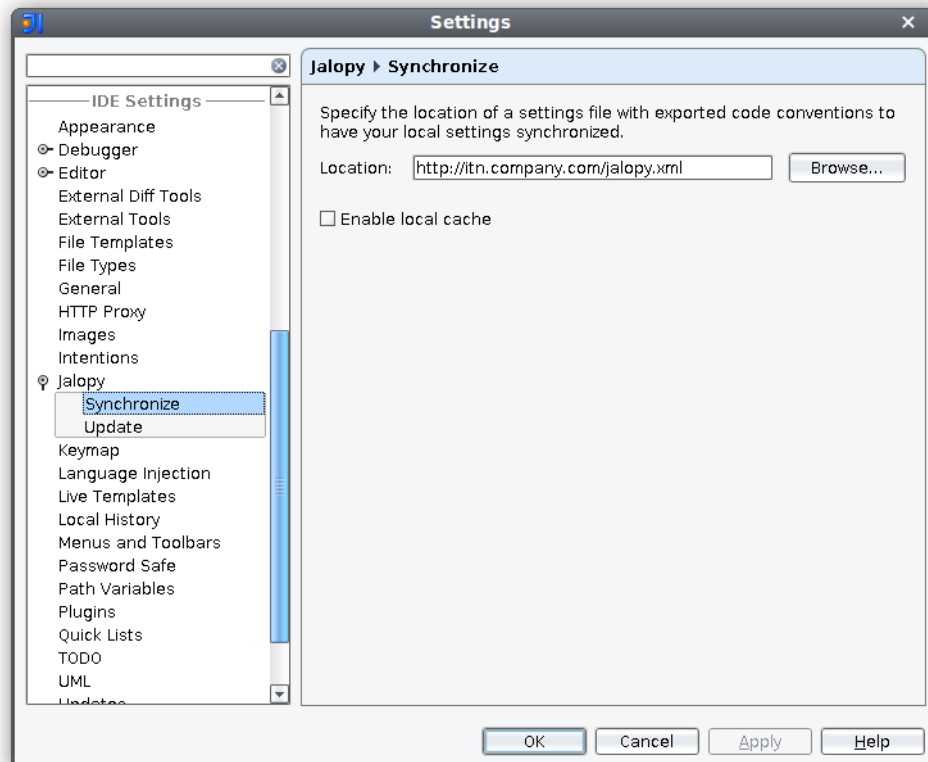 Settings
IDE Settings
Appearance
Debugger
Editor
External Diff Tools
External Tools
File Templates
File Types
General
HTTP Proxy
Images
Intentions
Jalopy
Synchronize
Update
Keymap
Language Injection
Live Templates
Local History
Menus and Toolbars
Password Safe
Path Variables
Plugins
Quick Lists
TODO
UML
Updates
Jalopy Synchronize
Specify the location of a settings file with exported code conventions to
have your local settings synchronized.
Location: http://itn.company.com/jalopy.xml Browse...
Enable local cache
OK Cancel Apply Help